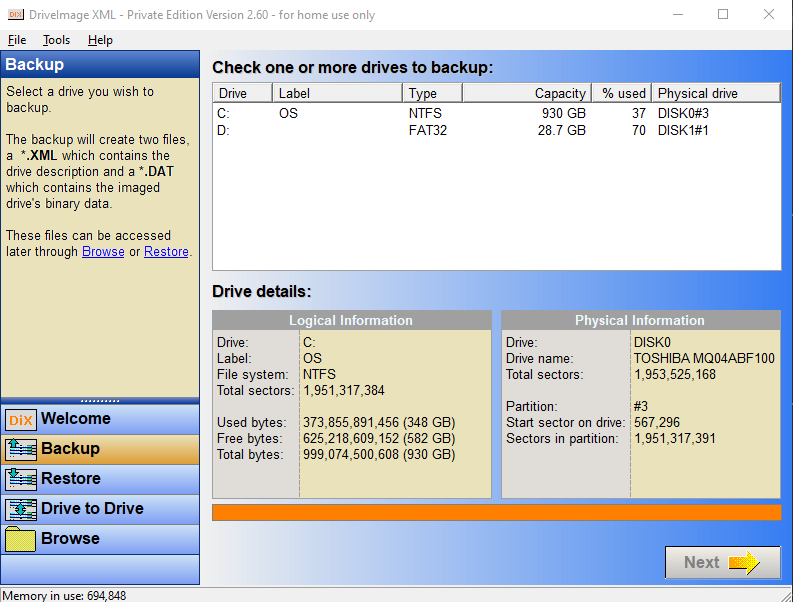 DriveImage XML - Private Edition Version 2.60 - for home use only
File Tools Help
Backup
Select a drive you wish to
backup.
The backup will create two files,
a *.XML which contains the
drive description and a *.DAT
which contains the imaged
drive's binary data.
These files can be accessed
later through Browse or Restore.
DiX Welcome
Backup
Restore
Drive to Drive
Browse
Check one or more drives to backup:
Drive Label Type Capacity % used Physical drive
C: OS NTFS 930 GB 37 DISK0#3
D: FAT32 28.7 GB 70 DISK1#1
Drive details:
Logical Information
Drive: C:
Label: OS
File system: NTFS
Total sectors: 1,951,317,384
Used bytes: 373,855,891,456 (348 GB)
Free bytes: 625,218,609,152 (582 GB)
Total bytes: 999,074,500,608 (930 GB)
Physical Information
Drive: DISK0
Drive name: TOSHIBA MQ04ABF100
Total sectors: 1,953,525,168
Partition: #3
Start sector on drive: 567,296
Sectors in partition: 1,951,317,391
Next
Memory in use: 694,848